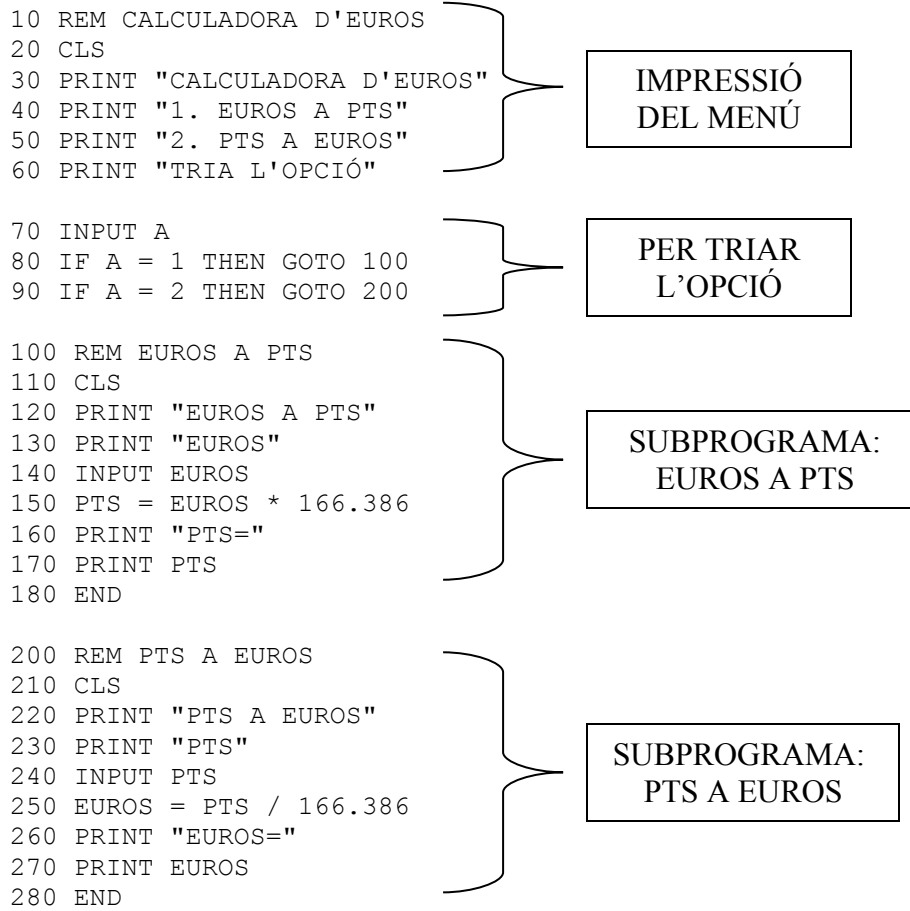 10 REM CALCULADORA D'EUROS
20 CLS
30 PRINT "CALCULADORA D'EUROS"
40 PRINT "1. EUROS A PTS"
50 PRINT "2. PTS A EUROS"
60 PRINT "TRIA L'OPCIÓ"
IMPRESSIÓ
DEL MENÚ
70 INPUT A
80 IF A = 1 THEN GOTO 100
90 IF A = 2 THEN GOTO 200
PER TRIAR
L’OPCIÓ
100 REM EUROS A PTS
110 CLS
120 PRINT "EUROS A PTS"
130 PRINT "EUROS"
140 INPUT EUROS
150 PTS = EUROS * 166.386
160 PRINT "PTS="
170 PRINT PTS
180 END
SUBPROGRAMA:
EUROS A PTS
200 REM PTS A EUROS
210 CLS
220 PRINT "PTS A EUROS"
230 PRINT "PTS"
240 INPUT PTS
250 EUROS = PTS / 166.386
260 PRINT "EUROS="
270 PRINT EUROS
280 END
SUBPROGRAMA:
PTS A EUROS